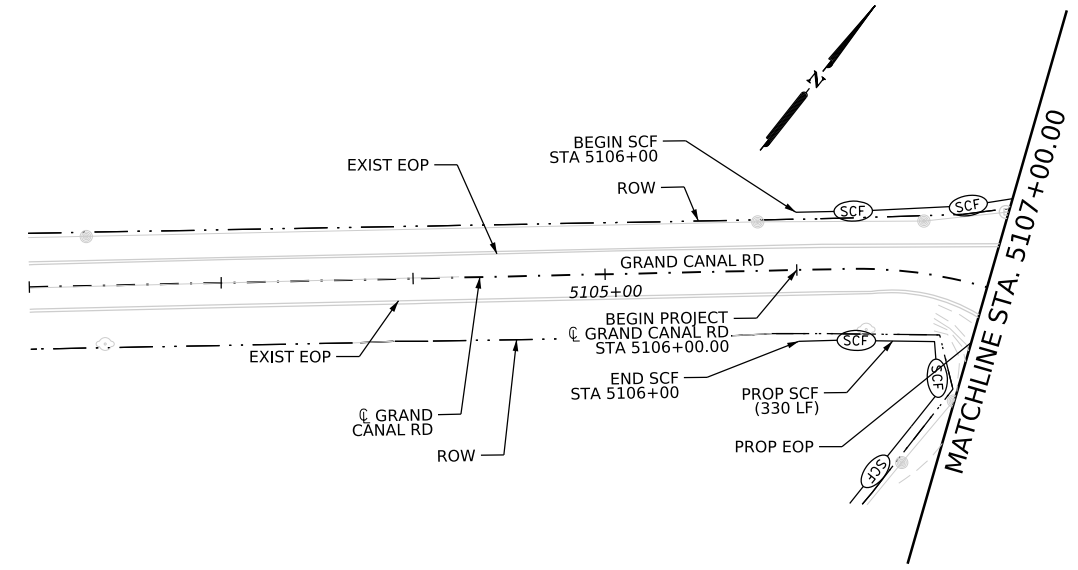 N
BEGIN SCF
STA 5106+00
EXIST EOP
ROW
SCF
SCF
GRAND CANAL RD
5105+00
BEGIN PROJECT
℄ GRAND CANAL RD
STA 5106+00.00
SCF
EXIST EOP
END SCF
STA 5106+00
PROP SCF
(330 LF)
SCF
℄ GRAND
CANAL RD
ROW
PROP EOP
SCF
MATCHLINE STA. 5107+00.00